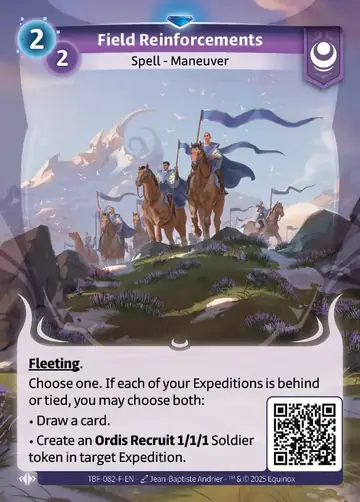 2
Field Reinforcements
2
Spell - Maneuver
Fleeting.
Choose one. If each of your Expeditions is behind
or tied, you may choose both:
• Draw a card.
• Create an Ordis Recruit 1/1/1 Soldier
token in target Expedition.
TBF-082-F-EN - Jean-Baptiste Andrier - ™ & © 2025 Equinox